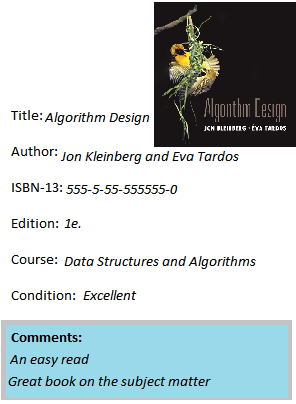 Algorithm Design
JON KLEINBERG · ÉVA TARDOS
Title: Algorithm Design
Author: Jon Kleinberg and Eva Tardos
ISBN-13: 555-5-55-555555-0
Edition: 1e.
Course: Data Structures and Algorithms
Condition: Excellent
Comments:
An easy read
Great book on the subject matter